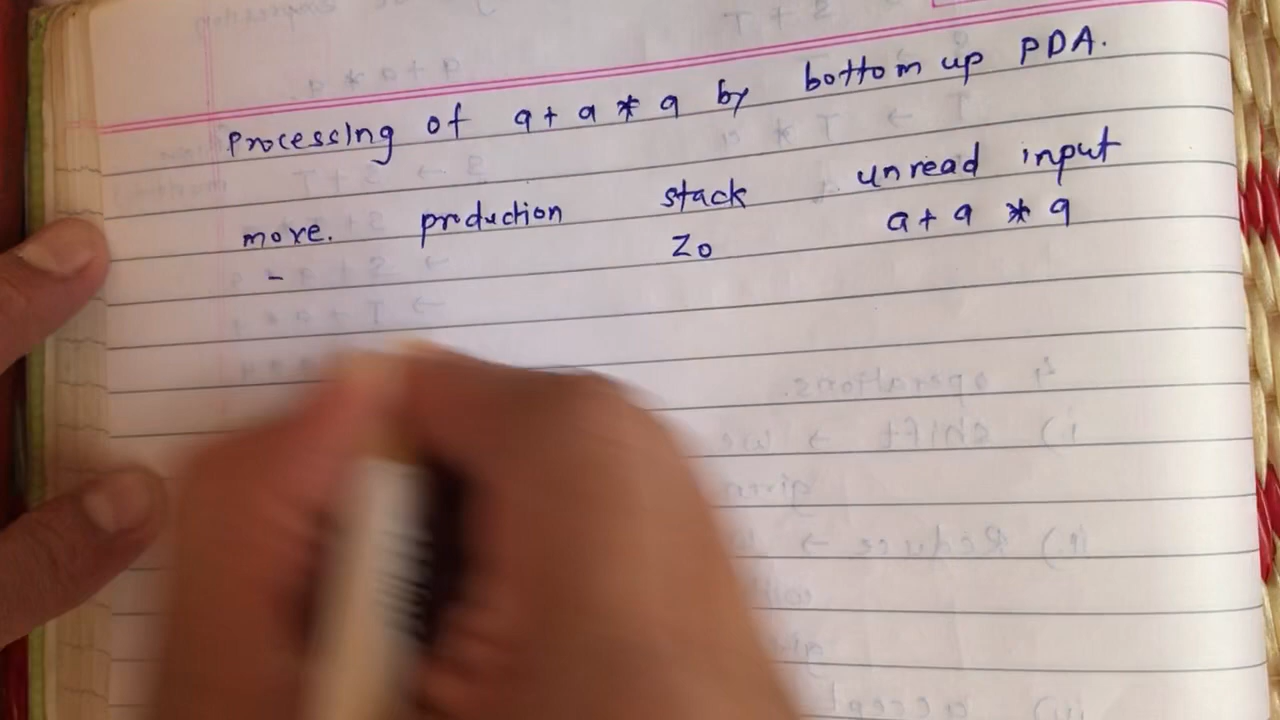 Processing of a + a * a by bottom up PDA.
move. production stack unread input
- Z0 a + a * a